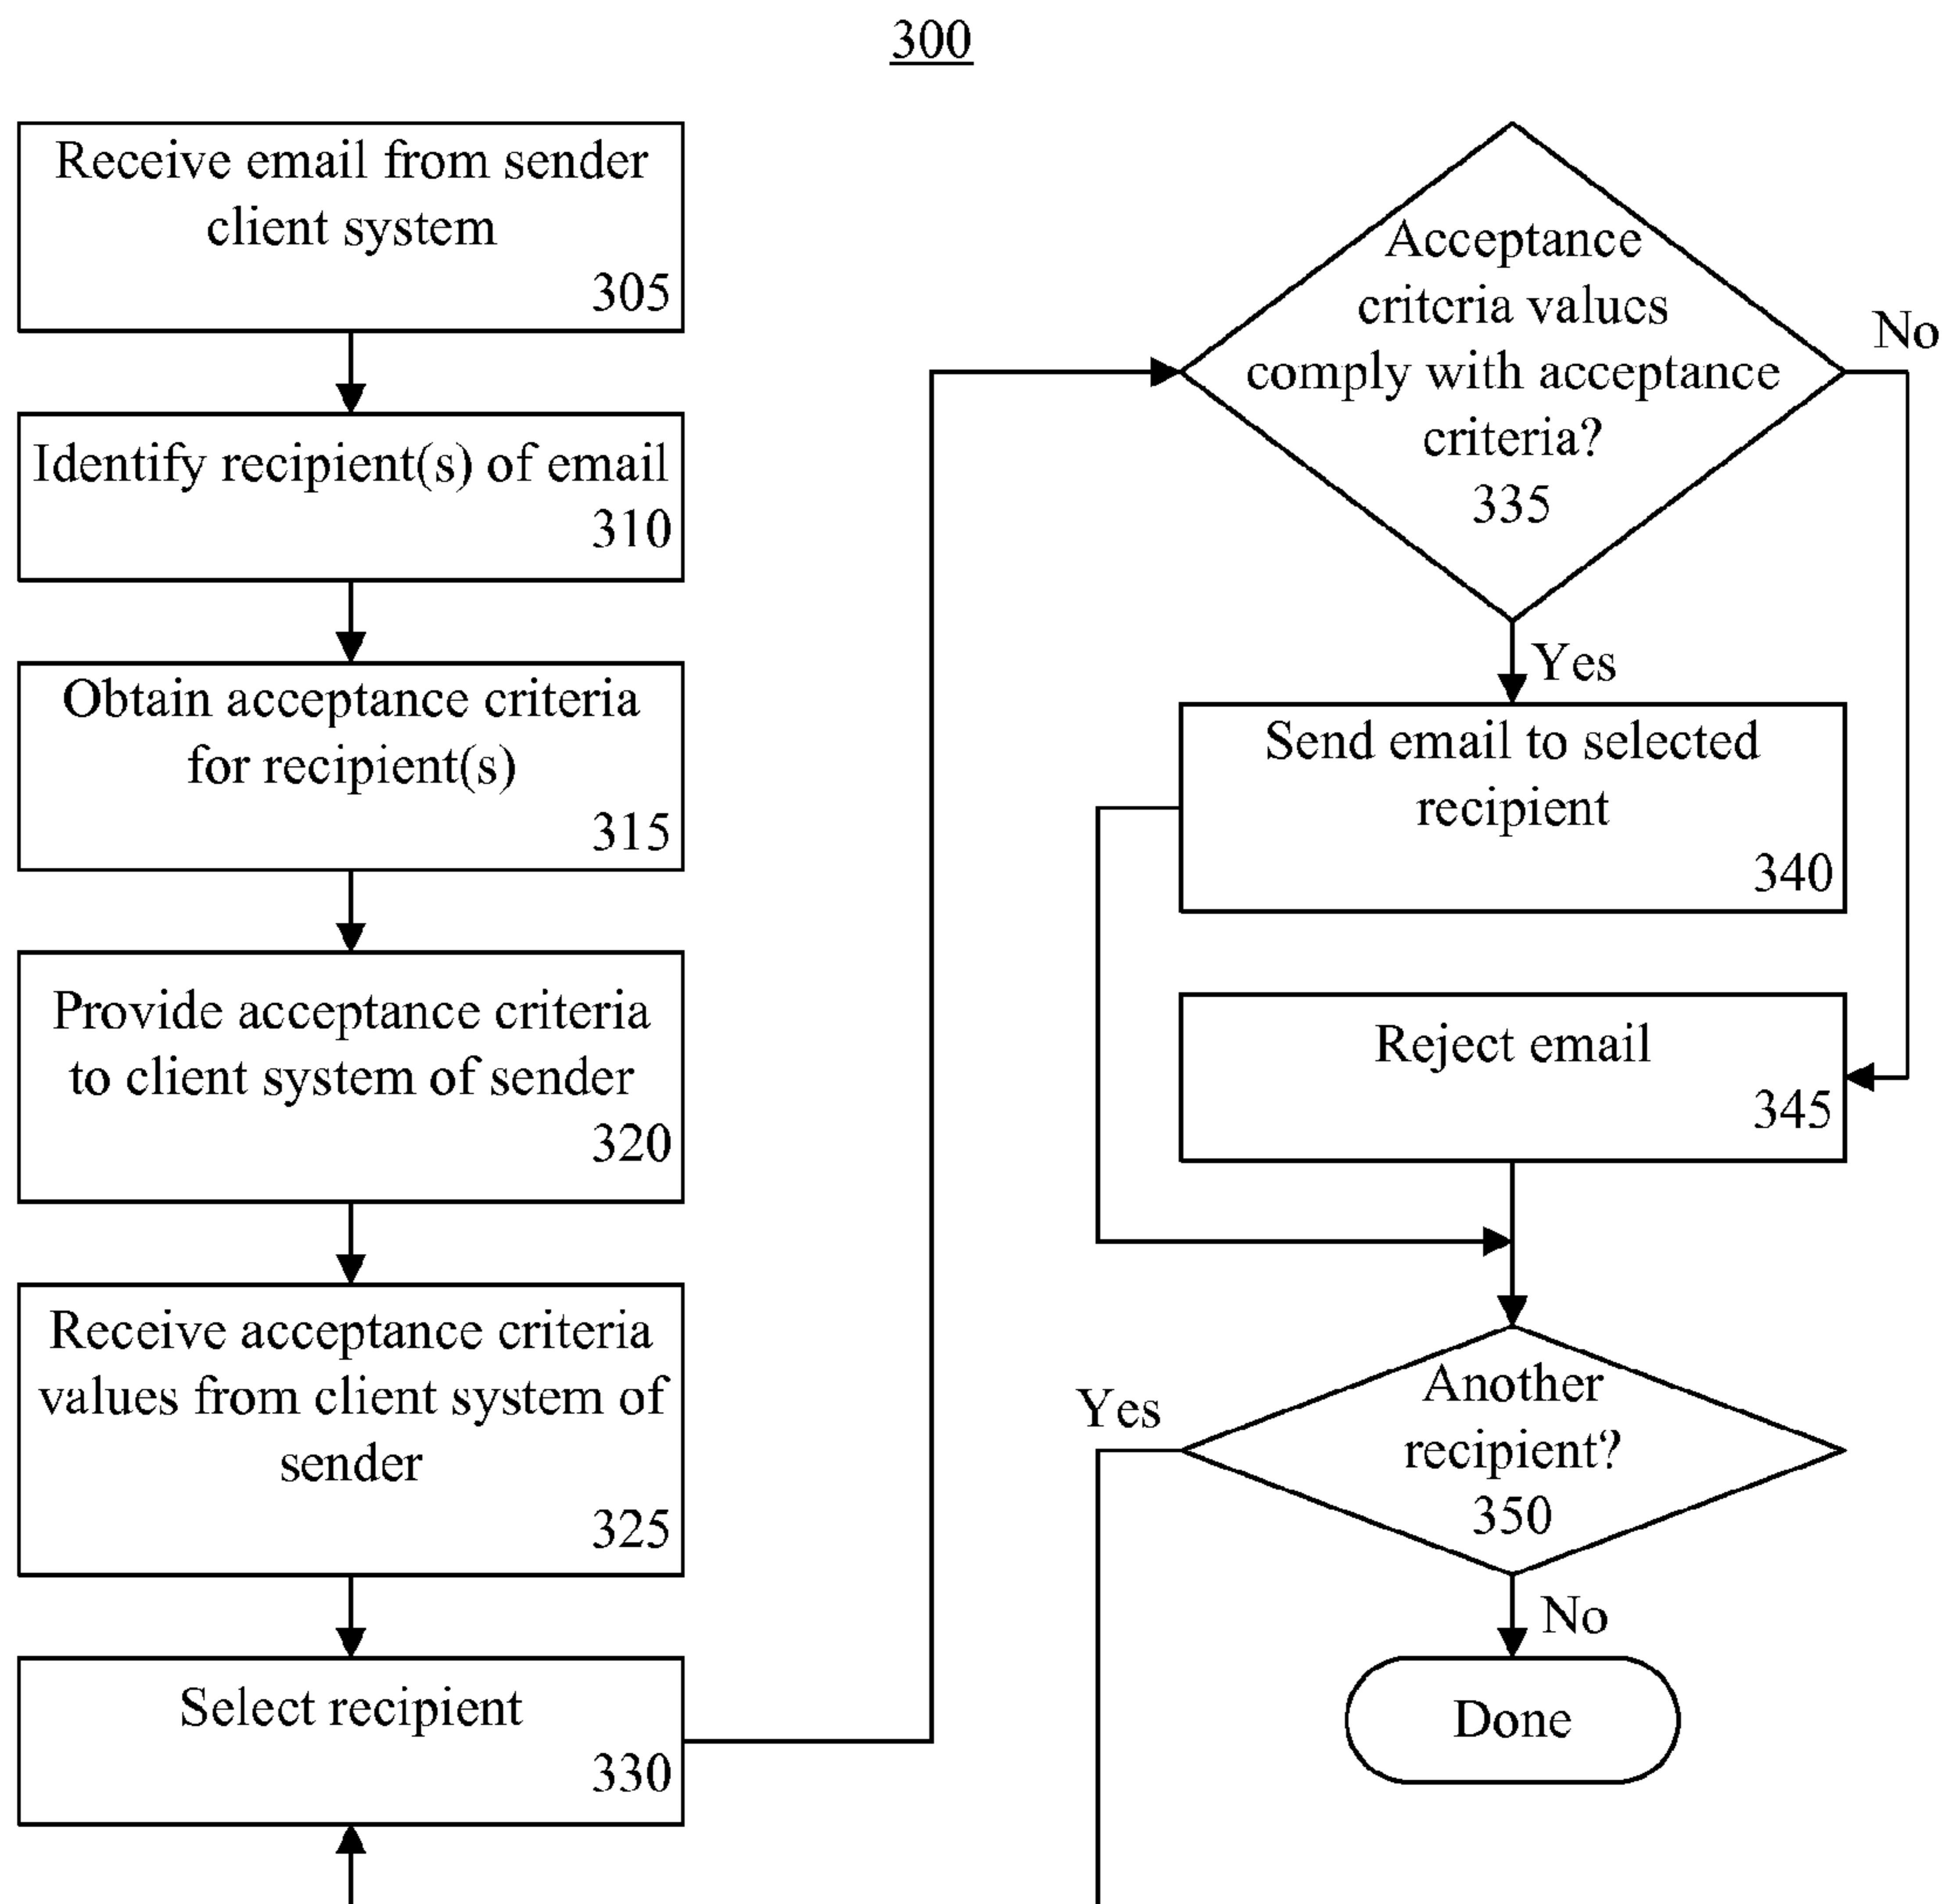 300
Receive email from sender
client system
305
Identify recipient(s) of email
310
Obtain acceptance criteria
for recipient(s)
315
Provide acceptance criteria
to client system of sender
320
Receive acceptance criteria
values from client system of
sender
325
Select recipient
330
Acceptance
criteria values
comply with acceptance
criteria?
335
No
Yes
Send email to selected
recipient
340
Reject email
345
Another
recipient?
350
Yes
No
Done